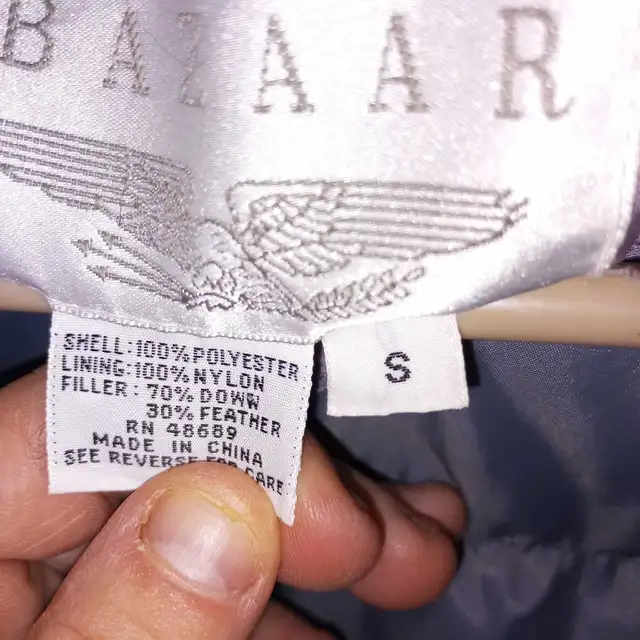 BAZAAR
SHELL:100%POLYESTER
LINING:100%NYLON
FILLER: 70% DOWN
30% FEATHER
RN 48689
MADE IN CHINA
SEE REVERSE FOR CARE
S